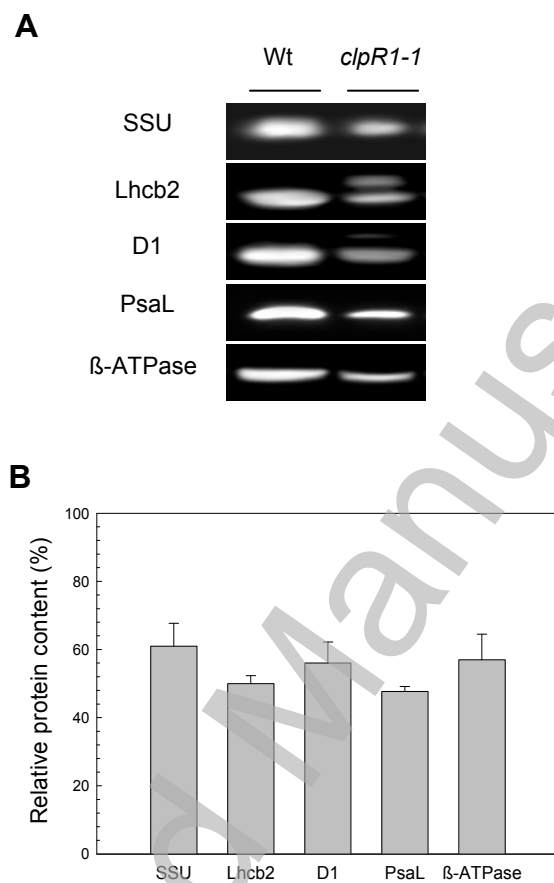 A
Wt clpR1-1
SSU
Lhcb2
D1
PsaL
ß-ATPase
B
Relative protein content (%)
100
80
60
40
20
0
SSU Lhcb2 D1 PsaL ß-ATPase
d Manus